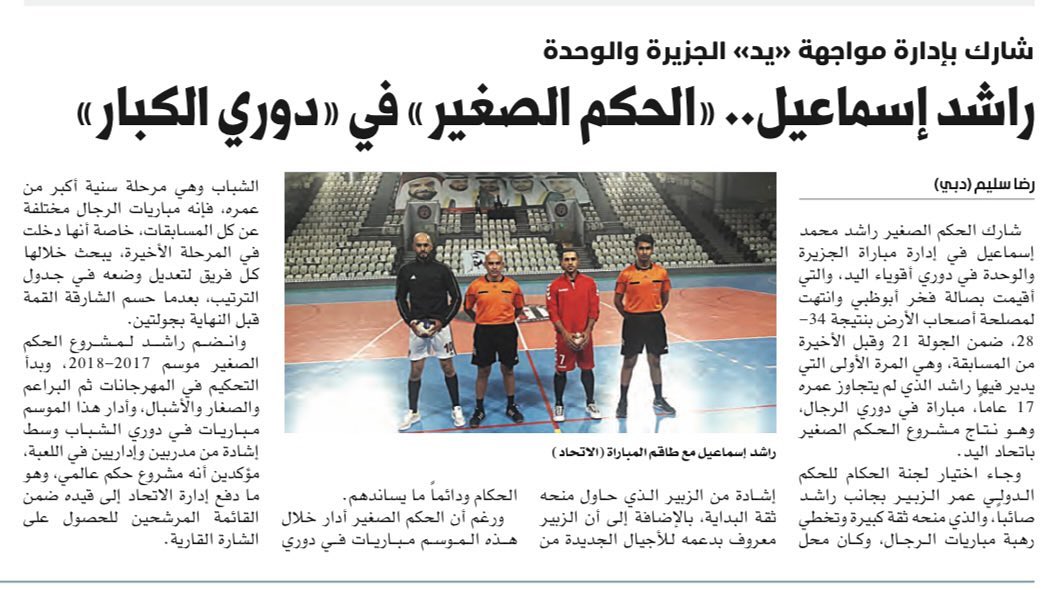 شارك بإدارة مواجهة «يد» الجزيرة والوحدة
راشد إسماعيل.. «الحكم الصغير» في «دوري الكبار»
رضا سليم (دبي)
شارك الحكم الصغير راشد محمد
إسماعيل في إدارة مباراة الجزيرة
والوحدة في دوري أقوياء اليد، والتي
أقيمت بصالة فخر أبوظبي وانتهت
لمصلحة أصحاب الأرض بنتيجة 34-
28، ضمن الجولة 21 وقبل الأخيرة
من المسابقة، وهي المرة الأولى التي
يدير فيها راشد الذي لم يتجاوز عمره
17 عاماً، مباراة في دوري الرجال،
وهو نتاج مشروع الحكم الصغير
باتحاد اليد.
وجاء اختيار لجنة الحكام للحكم
الدولي عمر الزبير بجانب راشد
صائباً، والذي منحه ثقة كبيرة وتخطي
رهبة مباريات الرجال، وكان محل
راشد إسماعيل مع طاقم المباراة (الاتحاد)
إشادة من الزبير الذي حاول منحه
ثقة البداية، بالإضافة إلى أن الزبير
معروف بدعمه للأجيال الجديدة من
الحكام ودائماً ما يساندهم.
ورغم أن الحكم الصغير أدار خلال
هذه الموسم مباريات في دوري
الشباب وهي مرحلة سنية أكبر من
عمره، فإنه مباريات الرجال مختلفة
عن كل المسابقات، خاصة أنها دخلت
في المرحلة الأخيرة، يبحث خلالها
كل فريق لتعديل وضعه في جدول
الترتيب، بعدما حسم الشارقة القمة
قبل النهاية بجولتين.
وانضم راشد لمشروع الحكم
الصغير موسم 2017-2018، وبدأ
التحكيم في المهرجانات ثم البراعم
والصغار والأشبال، وأدار هذا الموسم
مباريات في دوري الشباب وسط
إشادة من مدربين وإداريين في اللعبة،
مؤكدين أنه مشروع حكم عالمي، وهو
ما دفع إدارة الاتحاد إلى قيده ضمن
القائمة المرشحين للحصول على
الشارة القارية.